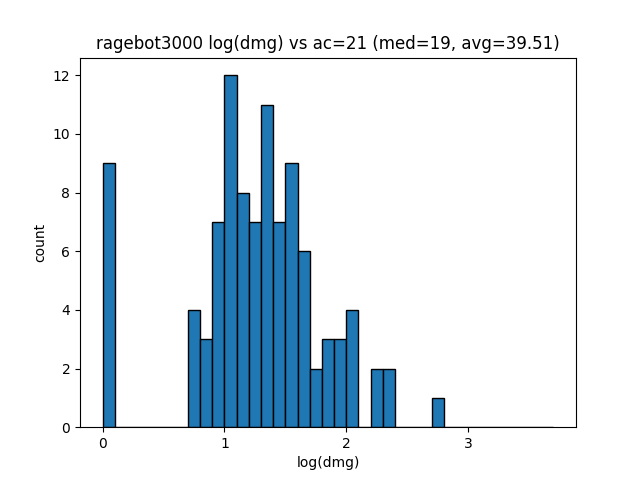 ragebot3000 log(dmg) vs ac=21 (med=19, avg=39.51)
12
10
8
6
4
2
0
count
0 1 2 3
log(dmg)